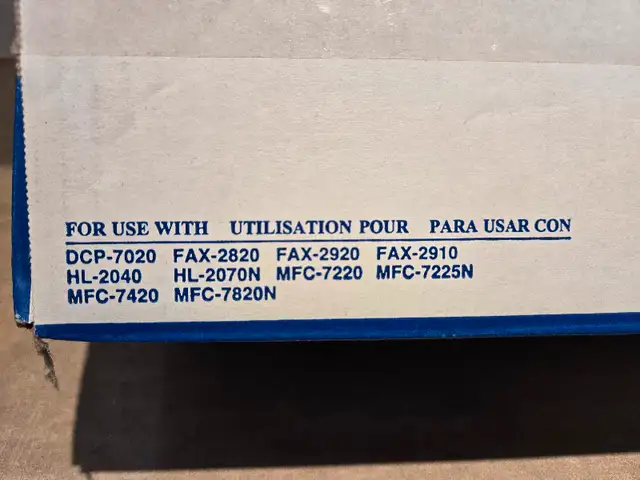 FOR USE WITH UTILISATION POUR PARA USAR CON
DCP-7020 FAX-2820 FAX-2920 FAX-2910
HL-2040 HL-2070N MFC-7220 MFC-7225N
MFC-7420 MFC-7820N